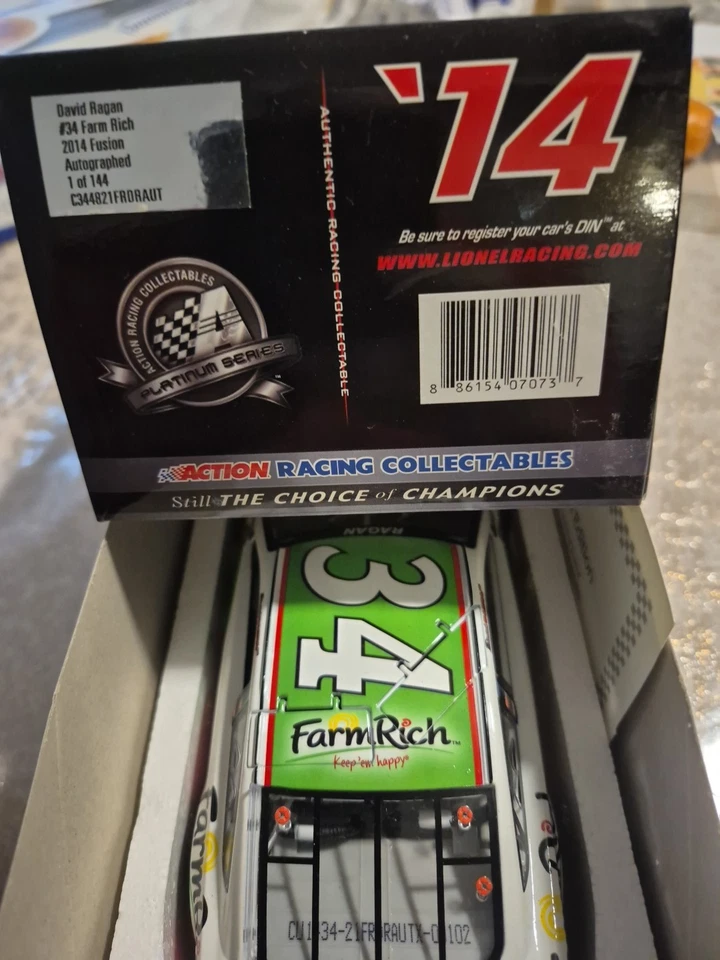 David Ragan
#34 Farm Rich
2014 Fusion
Autographed
1 of 144
C344821FRDRAUT
ACTION RACING COLLECTABLES
A
PLATINUM SERIES
AUTHENTIC RACING COLLECTABLE
'14
Be sure to register your car's DIN™ at
WWW.LIONELRACING.COM
8 86154 07073 7
ACTION RACING COLLECTABLES
Still THE CHOICE of CHAMPIONS
RAGAN
34
FarmRich™
Keep 'em happy®